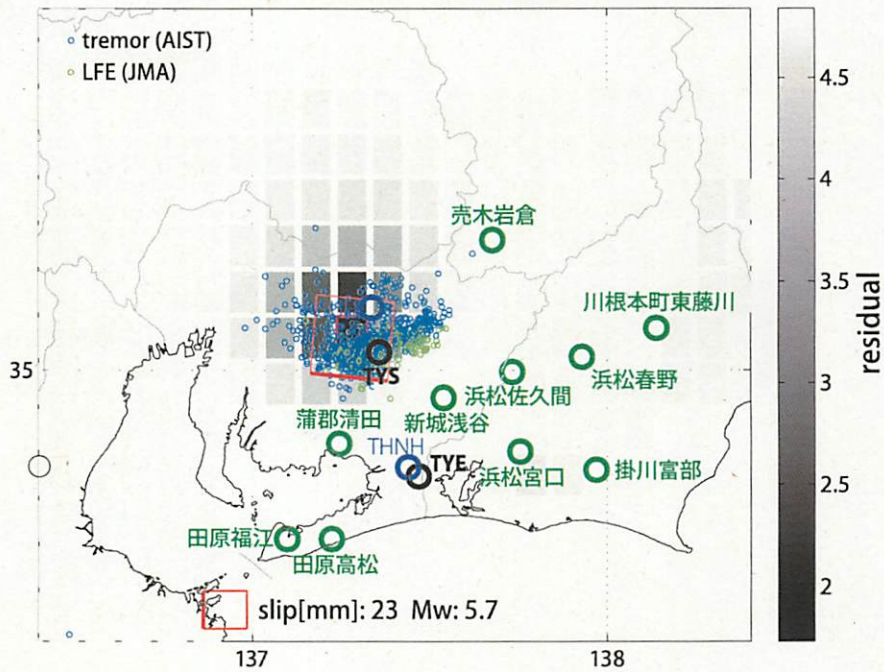 tremor (AIST)
LFE (JMA)
売木岩倉
川根本町東藤川
TYS
浜松佐久間
浜松春野
蒲郡清田
新城浅谷
THNH
TYE
浜松宮口
掛川富部
田原福江
田原高松
slip[mm]: 23 Mw: 5.7
35
137
138
4.5
4
3.5
3
2.5
2
residual